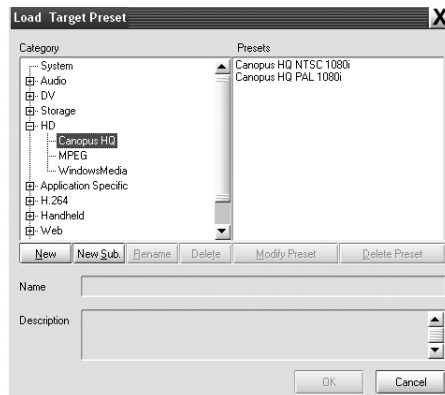 Load Target Preset
X
Category
Presets
System
Audio
DV
Storage
HD
Canopus HQ
MPEG
WindowsMedia
Application Specific
H.264
Handheld
Web
Canopus HQ NTSC 1080i
Canopus HQ PAL 1080i
New
New Sub.
Rename
Delete
Modify Preset
Delete Preset
Name
Description
OK
Cancel